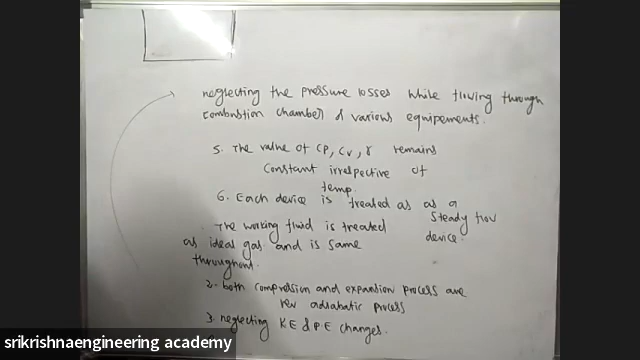 neglecting the pressure losses while flowing through
combustion chamber & various equipements.
5. The value of CP, CV, γ remains
constant irrespective of
temp.
6. Each device is treated as as a
steady flow
device.
The working fluid is treated
as ideal gas and is same
throughout.
2. both compression and expansion process are
rev adiabatic process
3. neglecting KE & PE changes.
srikrishnaengineering academy